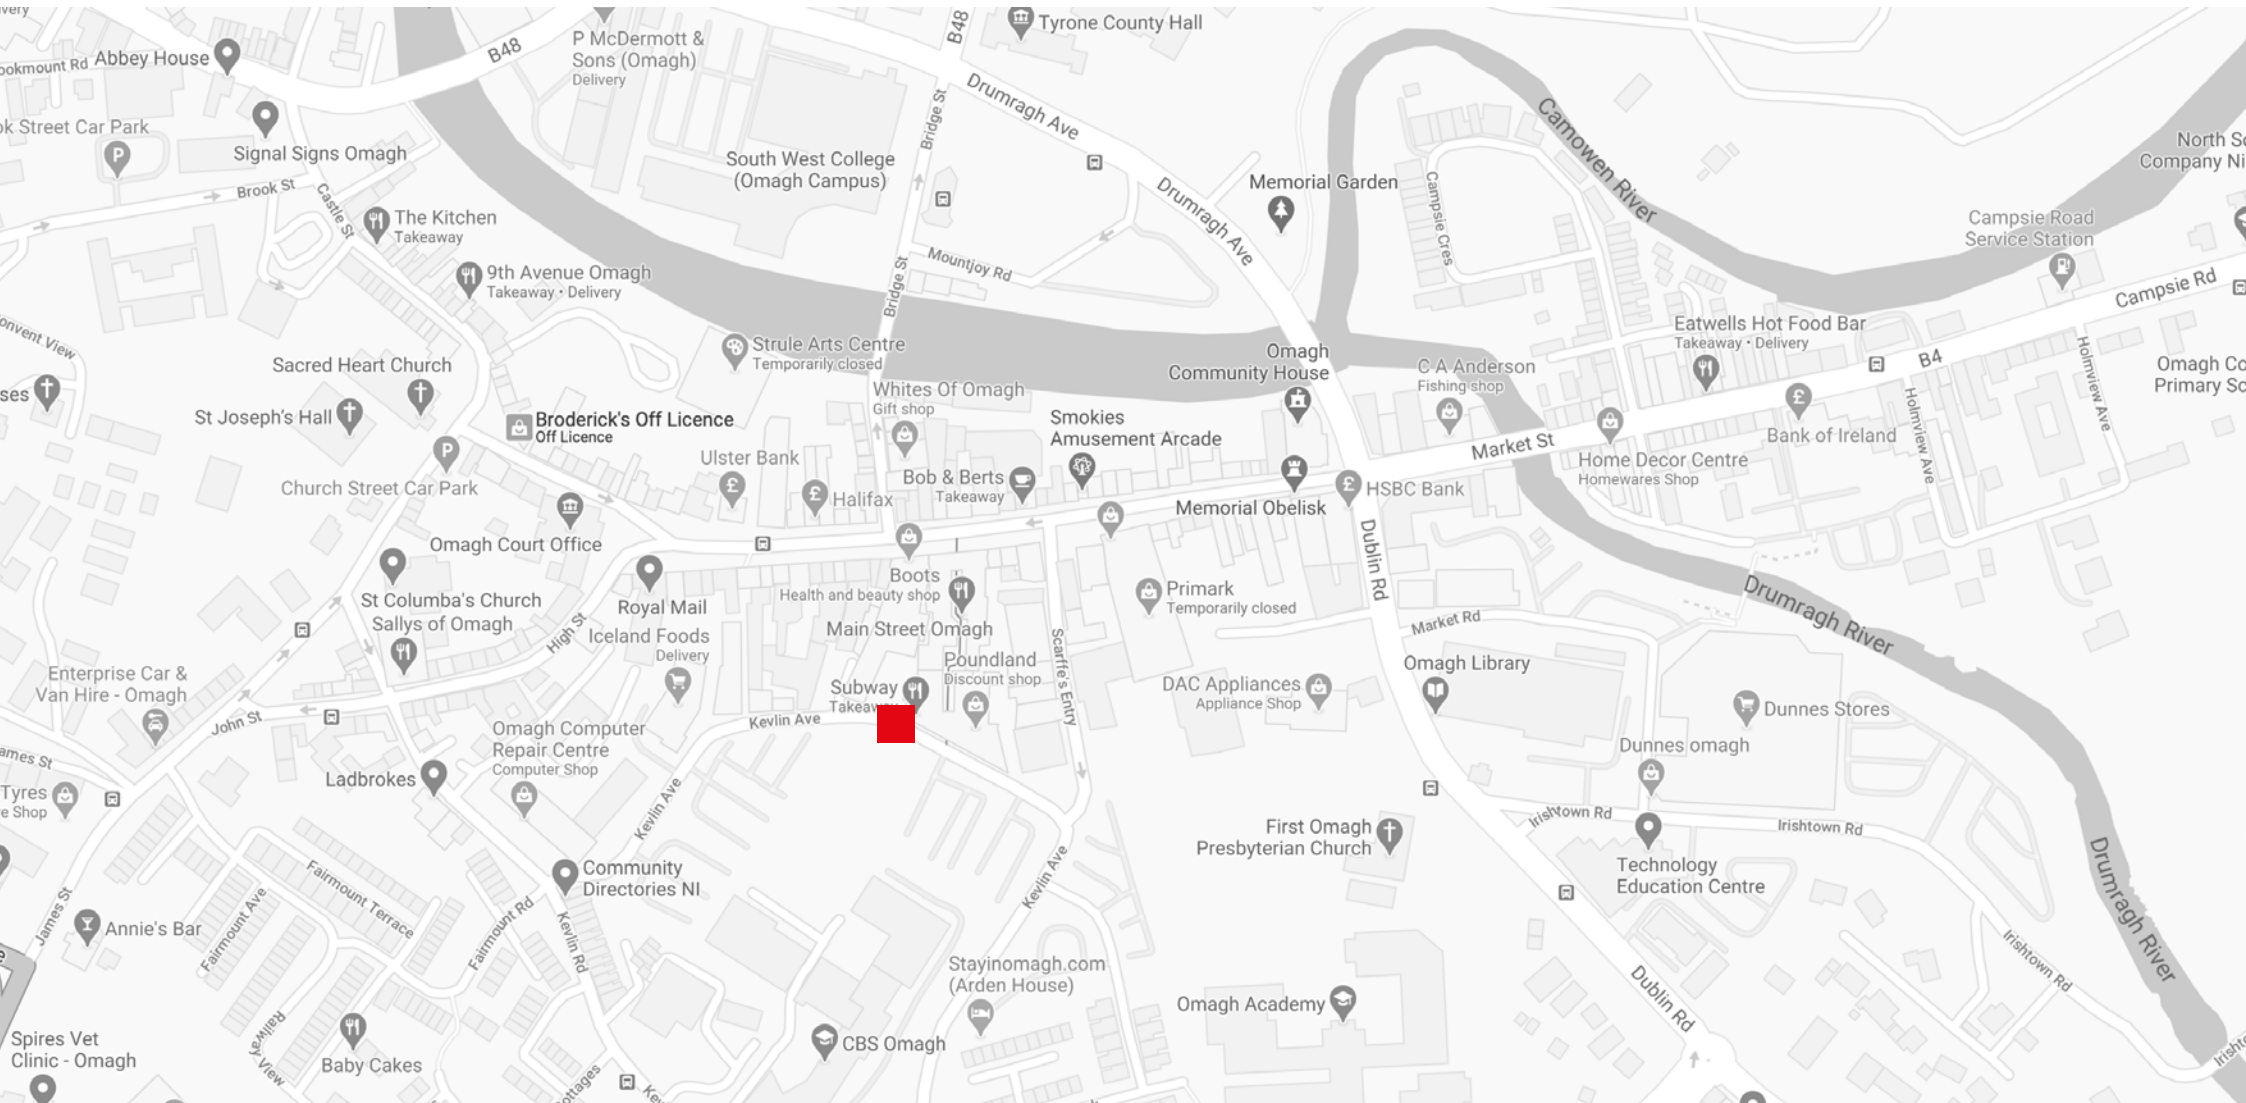 B48
Tyrone County Hall
P McDermott &
Sons (Omagh)
Delivery
B48
Abbey House
Drumragh Ave
Bridge St
Signal Signs Omagh
Brook St
Castle St
South West College
(Omagh Campus)
Drumragh Ave
Memorial Garden
Camowen River
Campsie Cres
North
Company
Campsie Road
Service Station
Campsie Rd
The Kitchen
Takeaway
9th Avenue Omagh
Takeaway • Delivery
Mountjoy Rd
Bridge St
Strule Arts Centre
Temporarily closed
Sacred Heart Church
St Joseph's Hall
Broderick's Off Licence
Off Licence
Church Street Car Park
Whites Of Omagh
Gift shop
Omagh
Community House
C A Anderson
Fishing shop
Eatwells Hot Food Bar
Takeaway • Delivery
B4
Holmview Ave
Omagh
Primary
Smokies
Amusement Arcade
Market St
Bank of Ireland
Holmview Ave
Home Decor Centre
Homewares Shop
Ulster Bank
Halifax
Bob & Berts
Takeaway
Memorial Obelisk
HSBC Bank
Omagh Court Office
Royal Mail
St Columba's Church
Sallys of Omagh
High St
Iceland Foods
Delivery
Boots
Health and beauty shop
Main Street Omagh
Poundland
Discount shop
Subway
Takeaway
Scarffe's Entry
Primark
Temporarily closed
Dublin Rd
Market Rd
Drumragh River
Omagh Library
DAC Appliances
Appliance Shop
Dunnes Stores
Dunnes omagh
Enterprise Car &
Van Hire - Omagh
John St
Kevlin Ave
Omagh Computer
Repair Centre
Computer Shop
Ladbrokes
Tyres
Shop
Kevlin Ave
Community
Directories NI
First Omagh
Presbyterian Church
Irishtown Rd
Irishtown Rd
Technology
Education Centre
Drumragh River
Kevlin Ave
Fairmount Terrace
Fairmount Ave
Fairmount Rd
Kevlin Rd
James St
Annie's Bar
Stayinomagh.com
(Arden House)
Omagh Academy
CBS Omagh
Dublin Rd
Irishtown Rd
Railway View
Baby Cakes
Spires Vet
Clinic - Omagh